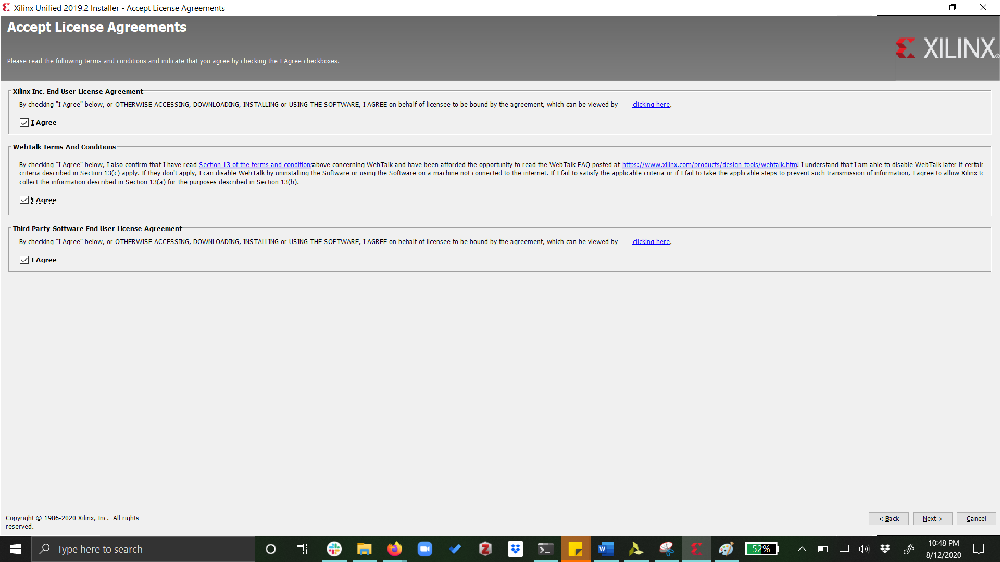 Xilinx Unified 2019.2 Installer - Accept License Agreements
Accept License Agreements
XILINX®
Please read the following terms and conditions and indicate that you agree by checking the I Agree checkboxes.
Xilinx Inc. End User License Agreement
By checking "I Agree" below, or OTHERWISE ACCESSING, DOWNLOADING, INSTALLING or USING THE SOFTWARE, I AGREE on behalf of licensee to be bound by the agreement, which can be viewed by clicking here.
I Agree
WebTalk Terms And Conditions
By checking "I Agree" below, I also confirm that I have read Section 13 of the terms and conditions above concerning WebTalk and have been afforded the opportunity to read the WebTalk FAQ posted at https://www.xilinx.com/products/design-tools/webtalk.html I understand that I am able to disable WebTalk later if certain
criteria described in Section 13(c) apply. If they don't apply, I can disable WebTalk by uninstalling the Software or using the Software on a machine not connected to the internet. If I fail to satisfy the applicable criteria or if I fail to take the applicable steps to prevent such transmission of information, I agree to allow Xilinx to
collect the information described in Section 13(a) for the purposes described in Section 13(b).
I Agree
Third Party Software End User License Agreement
By checking "I Agree" below, or OTHERWISE ACCESSING, DOWNLOADING, INSTALLING or USING THE SOFTWARE, I AGREE on behalf of licensee to be bound by the agreement, which can be viewed by clicking here.
I Agree
Copyright © 1986-2020 Xilinx, Inc. All rights
reserved.
< Back
Next >
Cancel
Type here to search
52%
10:48 PM
8/12/2020